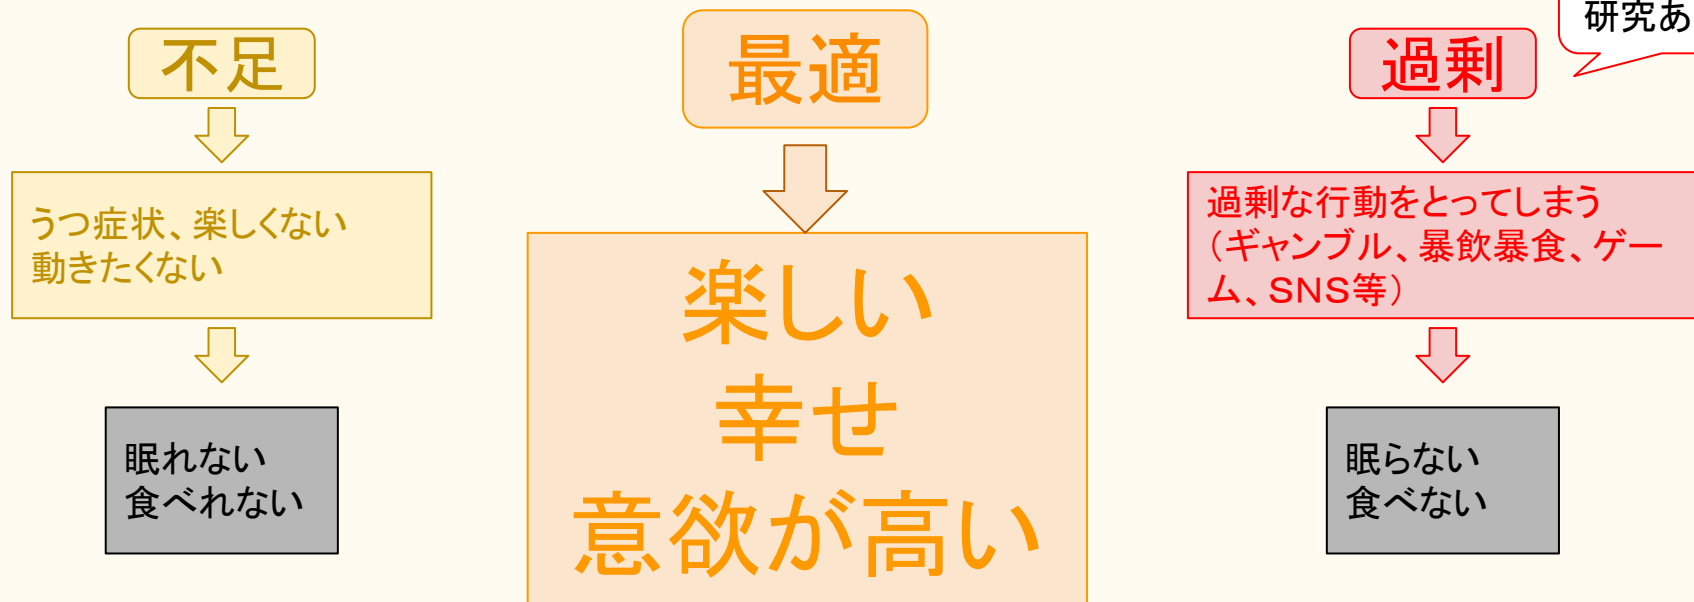 不足
うつ症状、楽しくない
動きたくない
眠れない
食べれない
最適
楽しい
幸せ
意欲が高い
研究あ
過剰
過剰な行動をとってしまう
（ギャンブル、暴飲暴食、ゲー
ム、SNS等）
眠らない
食べない